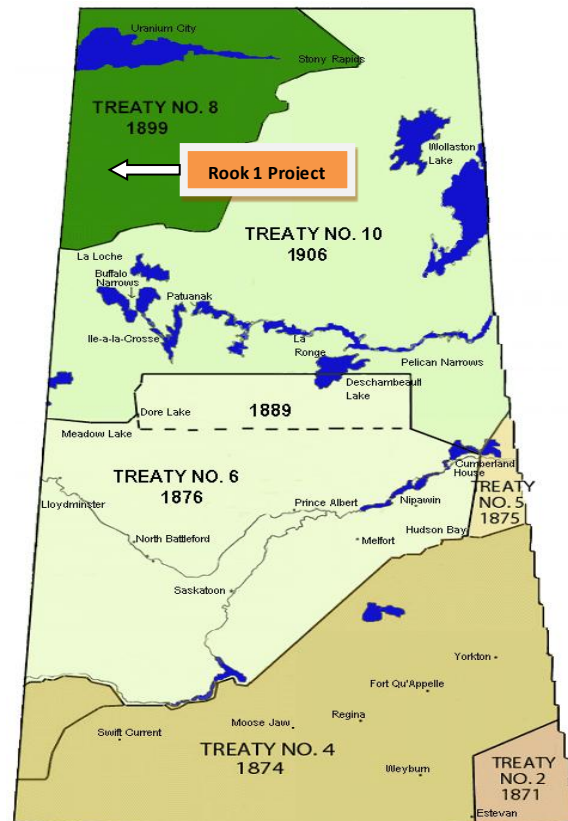 Uranium City
Stony Rapids
TREATY NO. 8
1899
Wollaston
Lake
Rook 1 Project
TREATY NO. 10
1906
La Loche
Buffalo
Narrows
Patuanak
Ile-a-la-Crosse
La
Ronge
Pelican Narrows
Deschambeault
Lake
Dore Lake
1889
Meadow Lake
Cumberland
House
TREATY NO. 6
1876
TREATY
NO. 5
1875
Lloydminster
Prince Albert
Nipawin
Hudson Bay
North Battleford
Melfort
Saskatoon
Yorkton
Fort Qu'Appelle
Regina
Moose Jaw
Swift Current
TREATY NO. 4
1874
Weyburn
TREATY
NO. 2
1871
Estevan